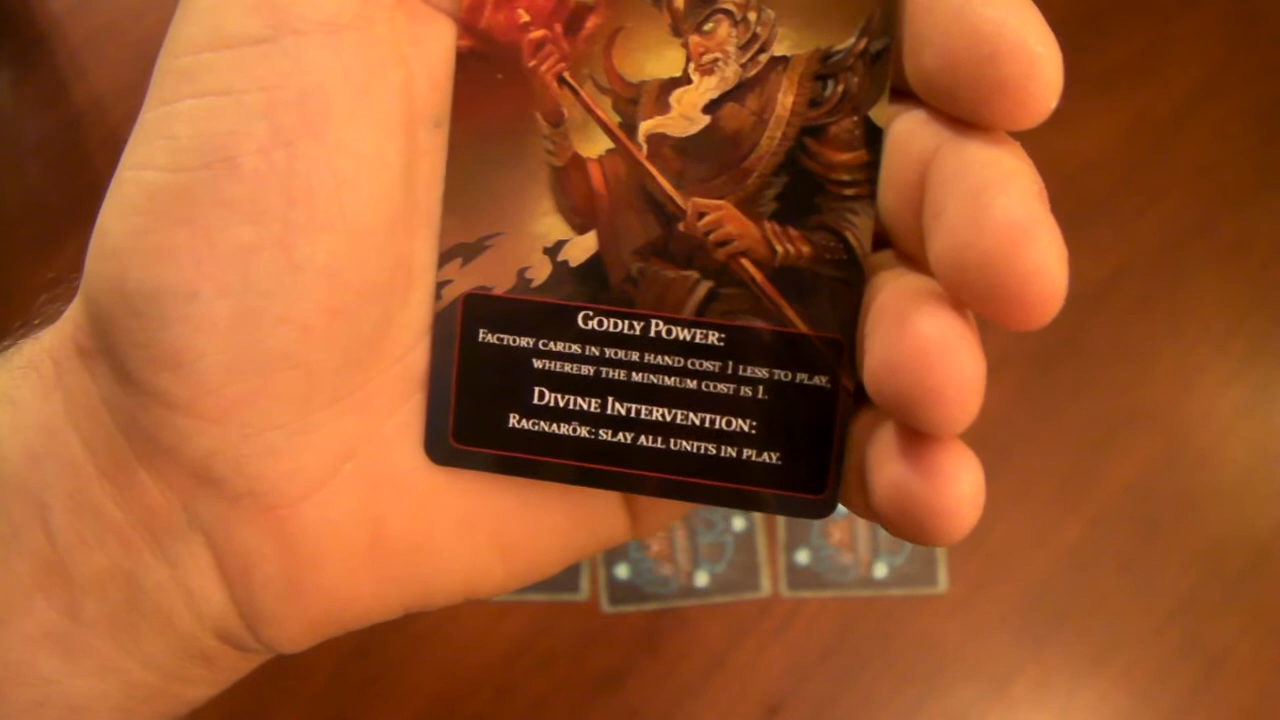 Godly Power:
Factory cards in your hand cost 1 less to play,
whereby the minimum cost is 1.
Divine Intervention:
Ragnarök: slay all units in play.